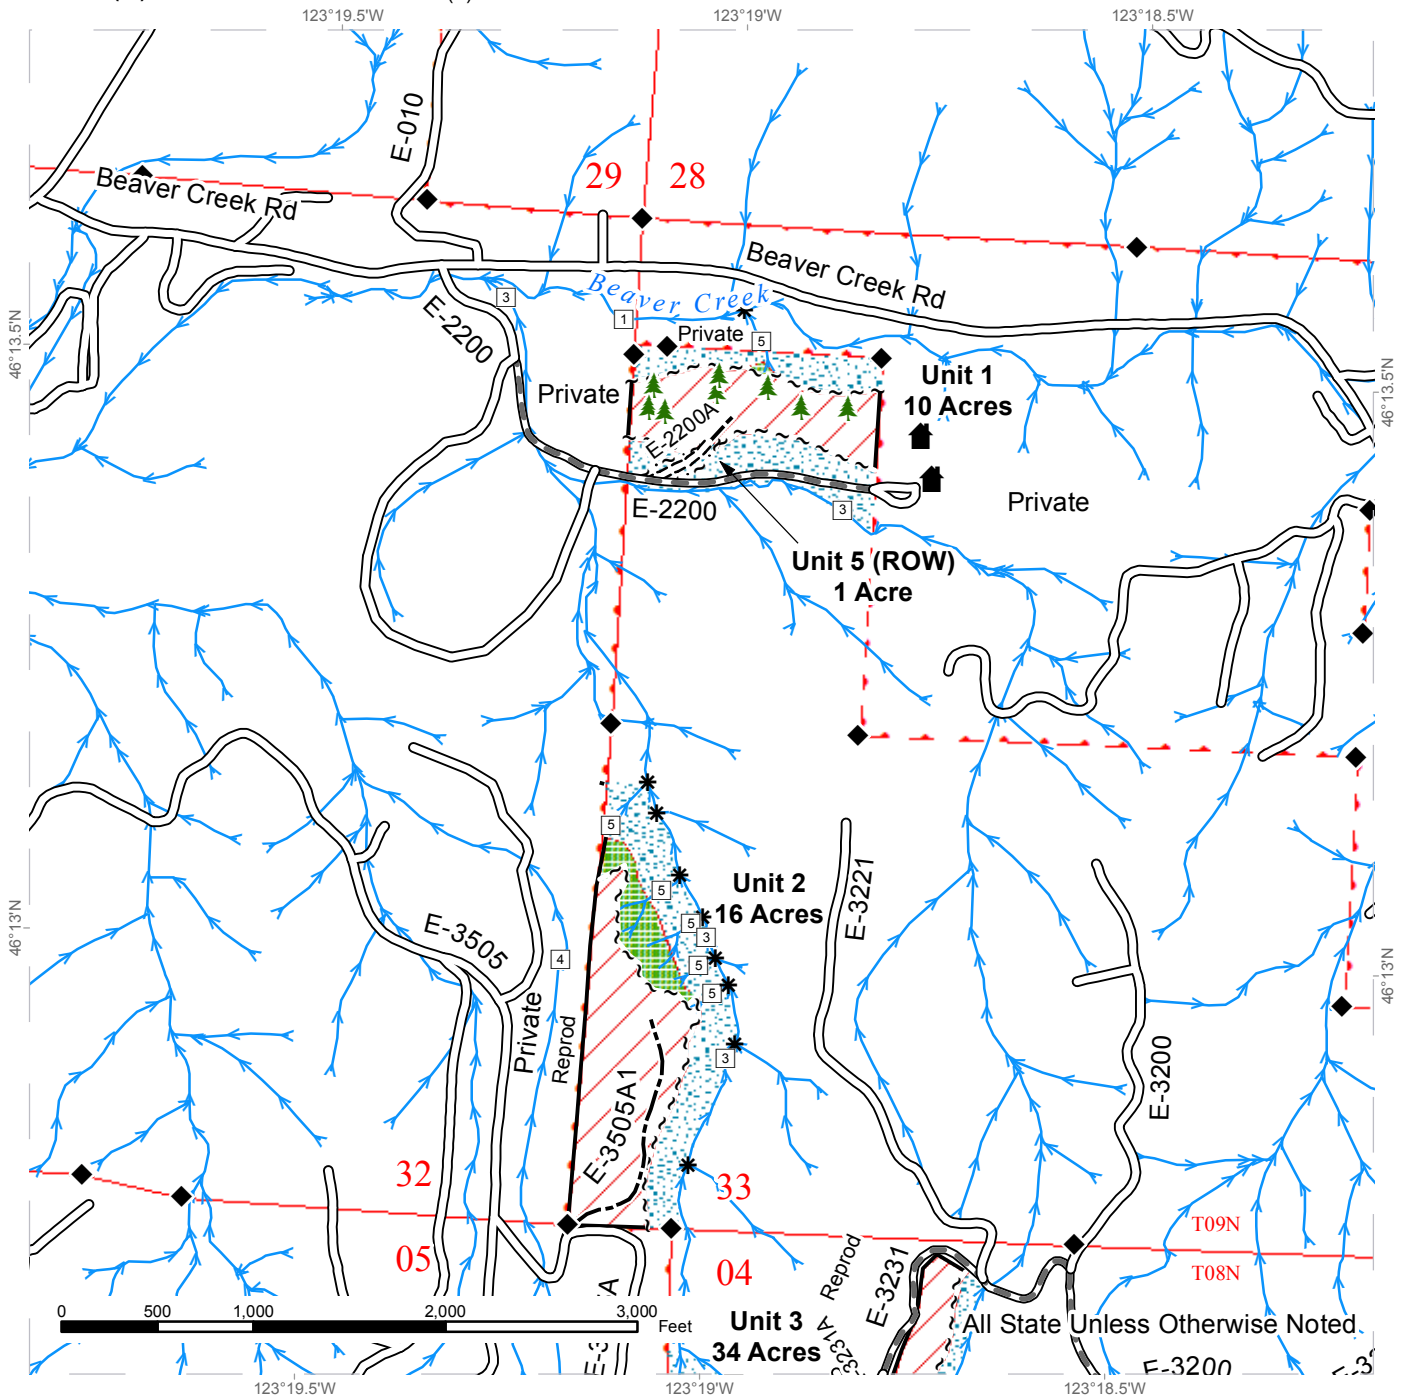 123°19.5'W
123°19'W
123°18.5'W
E-010
29
28
Beaver Creek Rd
Beaver Creek Rd
Beaver Creek
3
1
E-2200
Private
5
46°13.5'N
46°13.5'N
Private
Unit 1
10 Acres
E-2200A
E-2200
3
Private
Unit 5 (ROW)
1 Acre
5
5
Unit 2
16 Acres
5
3
5
5
3
E-3221
E-3505
4
46°13'N
46°13'N
Private
Reprod
E-3505A1
E-3200
32
33
T09N
05
04
T08N
Reprod
E-3231
3231A
0
500
1,000
2,000
3,000
Feet
Unit 3
34 Acres
All State Unless Otherwise Noted
E-3200
123°19.5'W
123°19'W
123°18.5'W